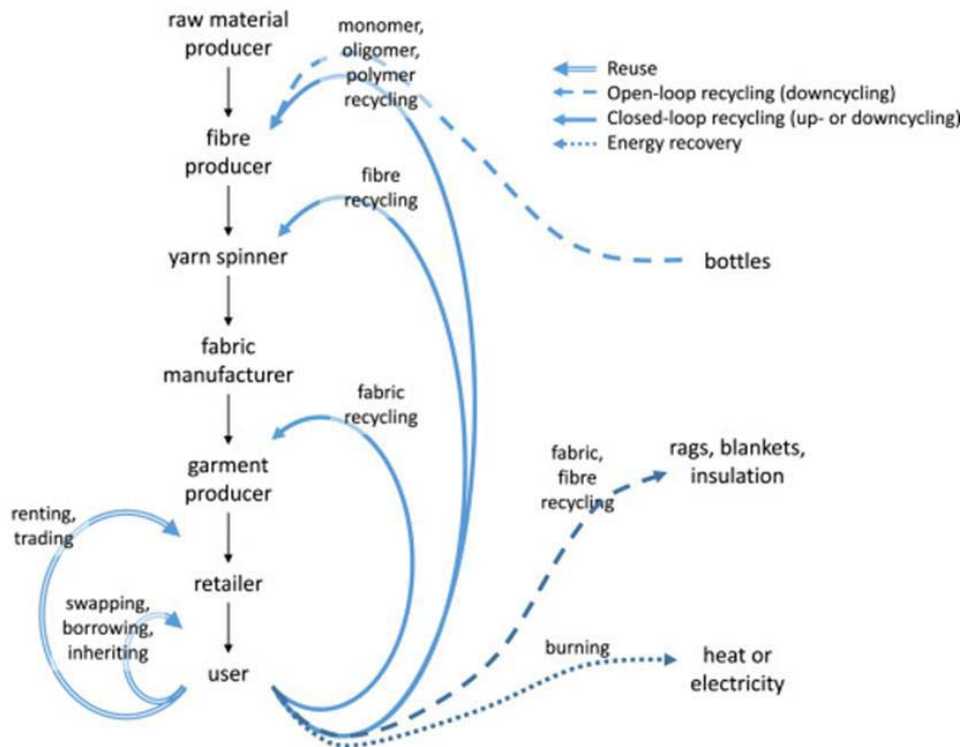 raw material
producer
monomer,
oligomer,
polymer
recycling
Reuse
Open-loop recycling (downcycling)
Closed-loop recycling (up- or downcycling)
Energy recovery
fibre
producer
fibre
recycling
yarn spinner
bottles
fabric
manufacturer
fabric
recycling
garment
producer
fabric,
fibre
recycling
rags, blankets,
insulation
renting,
trading
retailer
swapping,
borrowing,
inheriting
user
burning
heat or
electricity